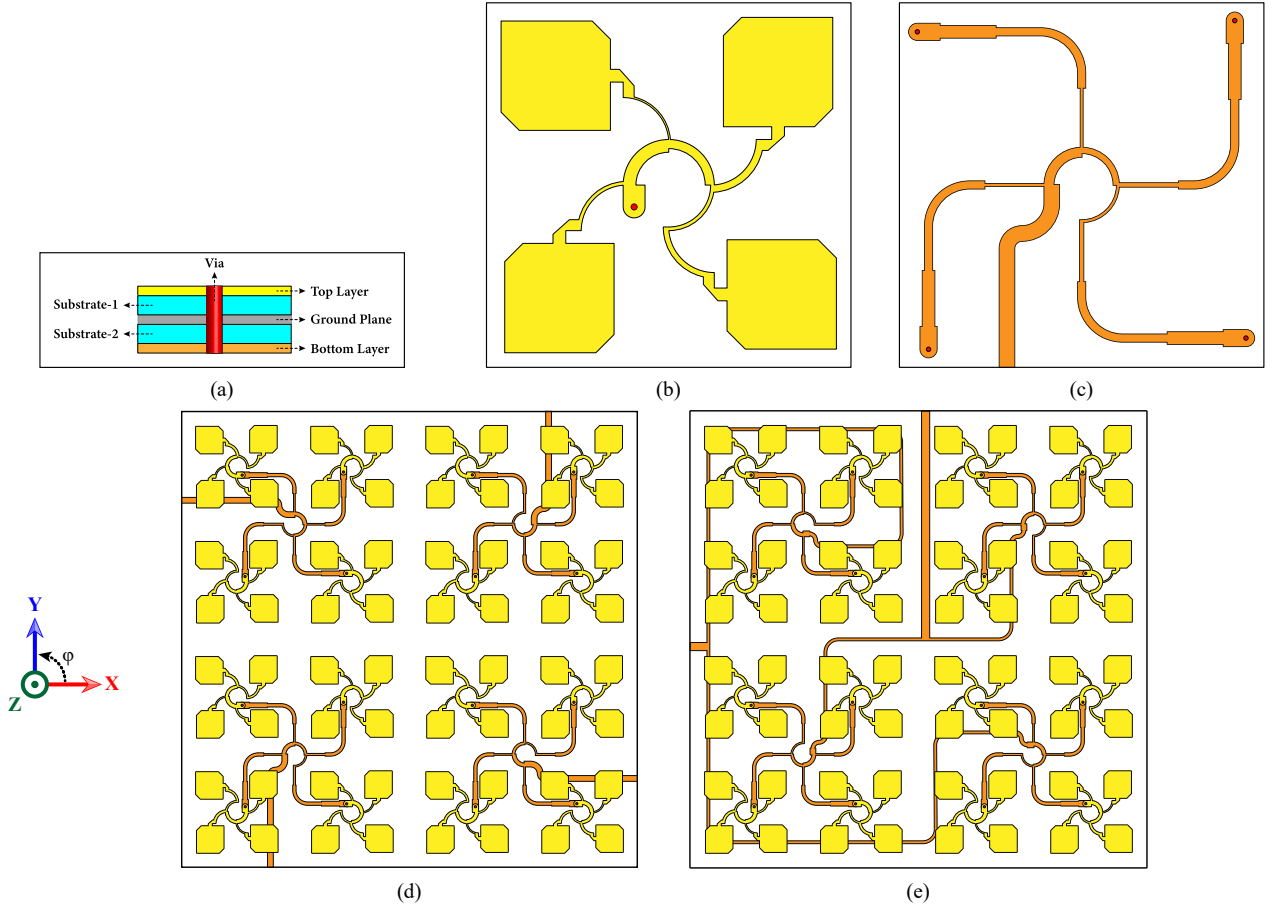 Via
Top Layer
Substrate-1
Ground Plane
Substrate-2
Bottom Layer
(a)
(b)
(c)
Y
φ
X
Z
(d)
(e)